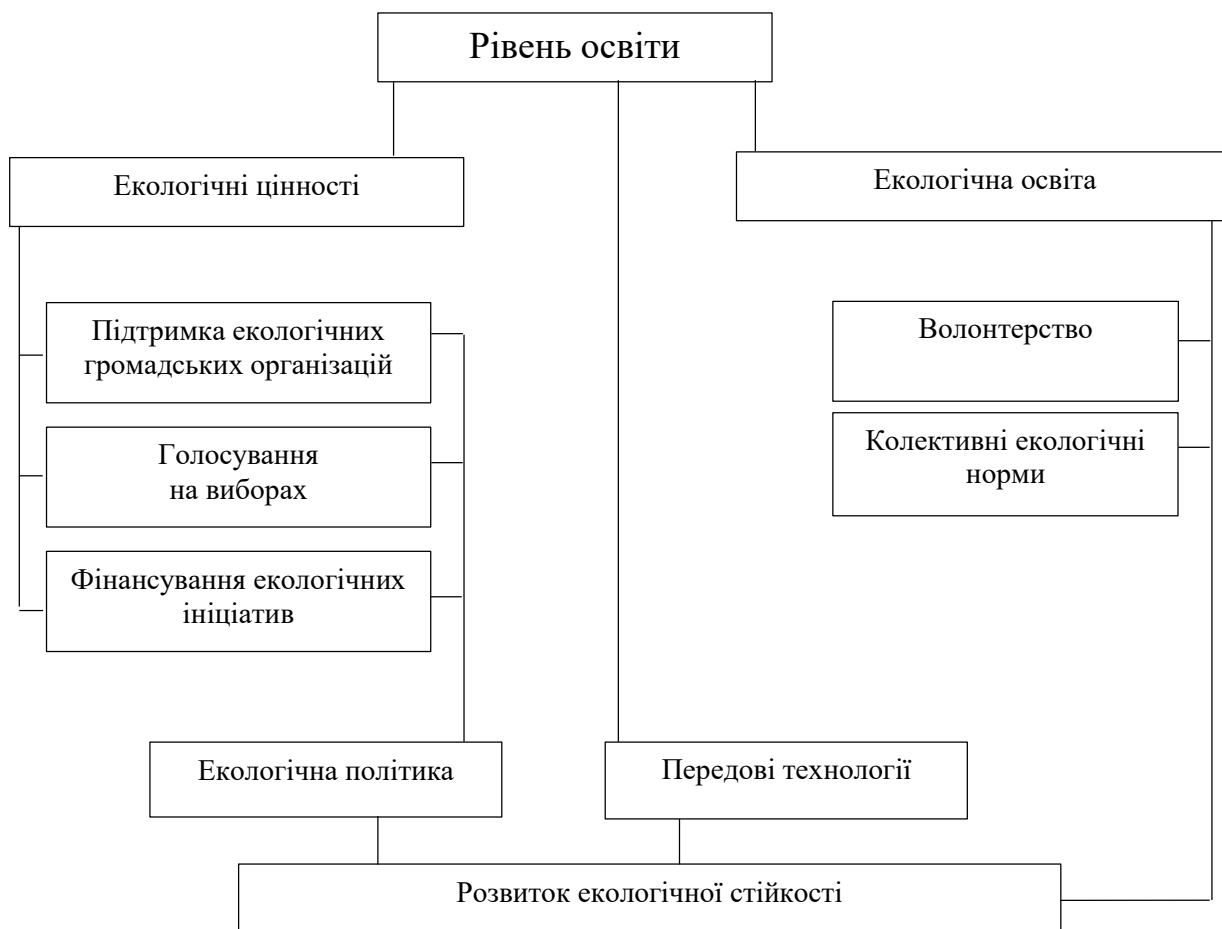 Рівень освіти
Екологічні цінності
Екологічна освіта
Підтримка екологічних
громадських організацій
Волонтерство
Голосування
на виборах
Колективні екологічні
норми
Фінансування екологічних
ініціатив
Екологічна політика
Передові технології
Розвиток екологічної стійкості